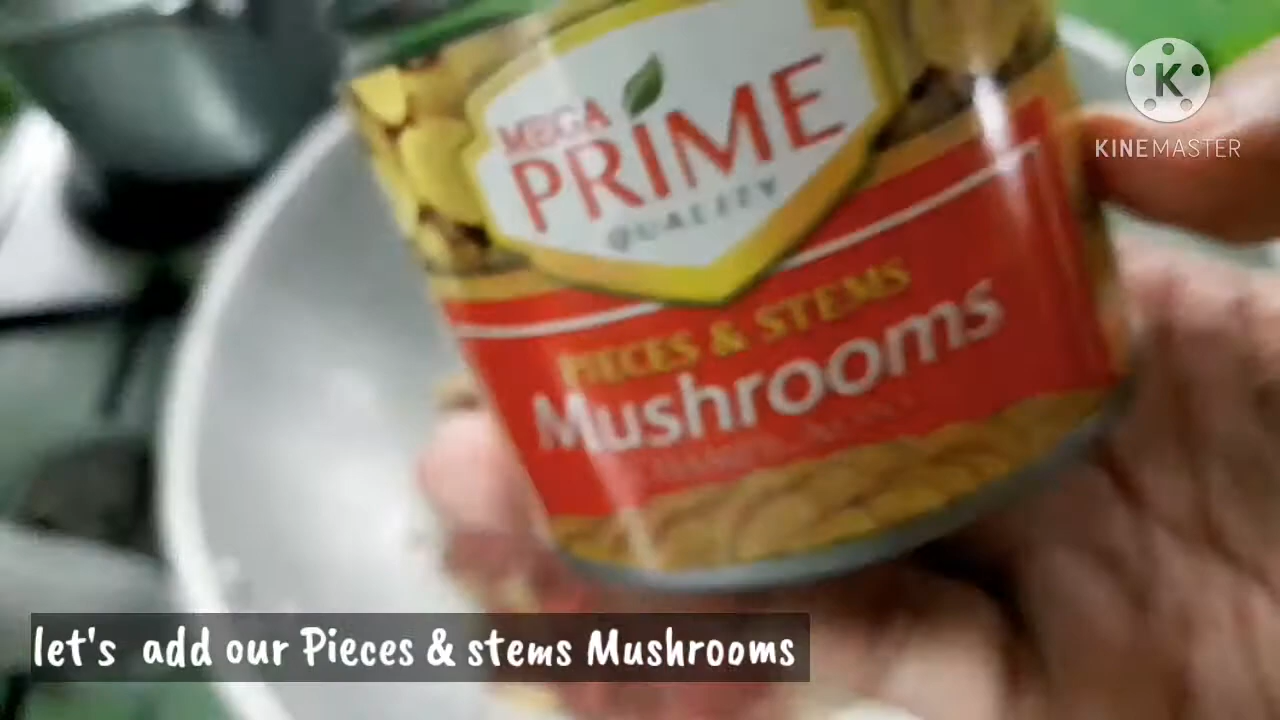 K
KINEMASTER
MEGA
PRIME
QUALITY
PIECES & STEMS
Mushrooms
let's add our Pieces & stems Mushrooms